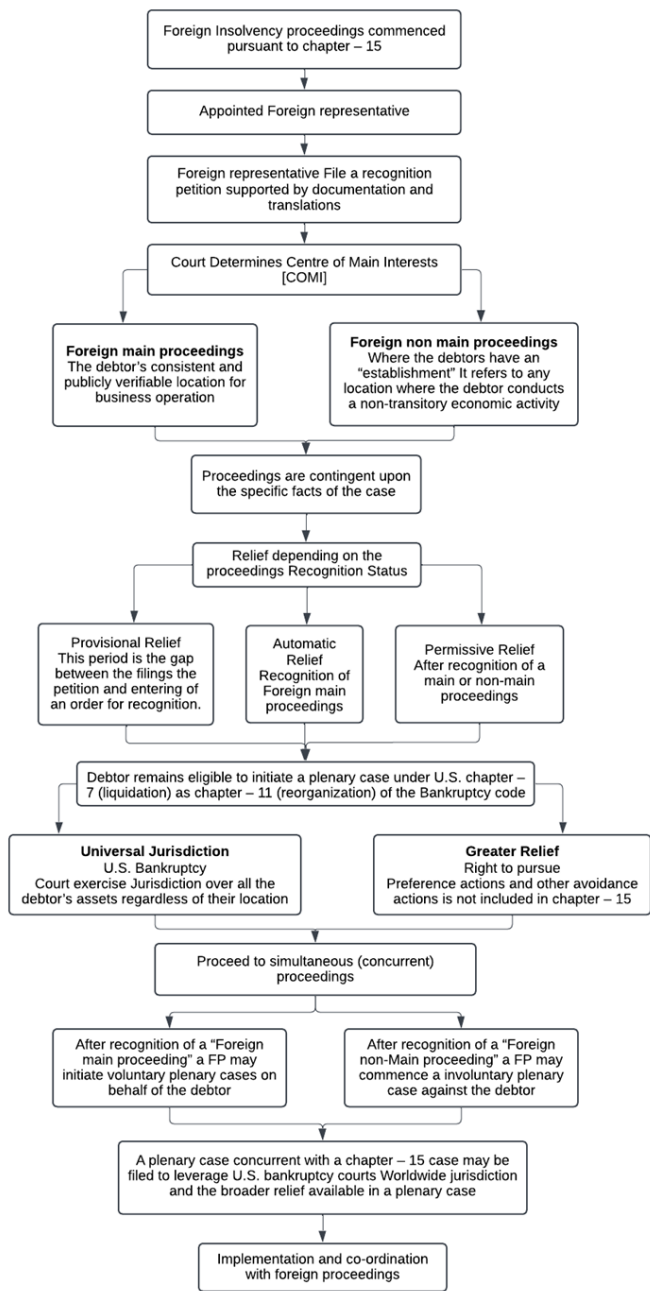 Foreign Insolvency proceedings commenced
pursuant to chapter – 15
Appointed Foreign representative
Foreign representative File a recognition
petition supported by documentation and
translations
Court Determines Centre of Main Interests
[COMI]
Foreign main proceedings
The debtor's consistent and
publicly verifiable location for
business operation
Foreign non main proceedings
Where the debtors have an
“establishment” It refers to any
location where the debtor conducts
a non-transitory economic activity
Proceedings are contingent upon
the specific facts of the case
Relief depending on the
proceedings Recognition Status
Provisional Relief
This period is the gap
between the filings the
petition and entering of
an order for recognition.
Automatic
Relief
Recognition of
Foreign main
proceedings
Permissive Relief
After recognition of a
main or non-main
proceedings
Debtor remains eligible to initiate a plenary case under U.S. chapter –
7 (liquidation) as chapter – 11 (reorganization) of the Bankruptcy code
Universal Jurisdiction
U.S. Bankruptcy
Court exercise Jurisdiction over all the
debtor's assets regardless of their location
Greater Relief
Right to pursue
Preference actions and other avoidance
actions is not included in chapter – 15
Proceed to simultaneous (concurrent)
proceedings
After recognition of a “Foreign
main proceeding” a FP may
initiate voluntary plenary cases on
behalf of the debtor
After recognition of a “Foreign
non-Main proceeding” a FP may
commence a involuntary plenary
case against the debtor
A plenary case concurrent with a chapter – 15 case may be
filed to leverage U.S. bankruptcy courts Worldwide jurisdiction
and the broader relief available in a plenary case
Implementation and co-ordination
with foreign proceedings